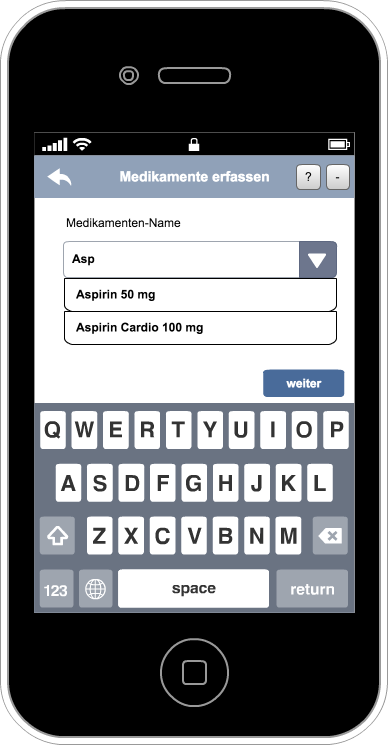 Medikamente erfassen ? -
Medikamenten-Name
Asp
Aspirin 50 mg
Aspirin Cardio 100 mg
weiter
Q W E R T Y U I O P
A S D F G H J K L
Z X C V B N M
123 space return